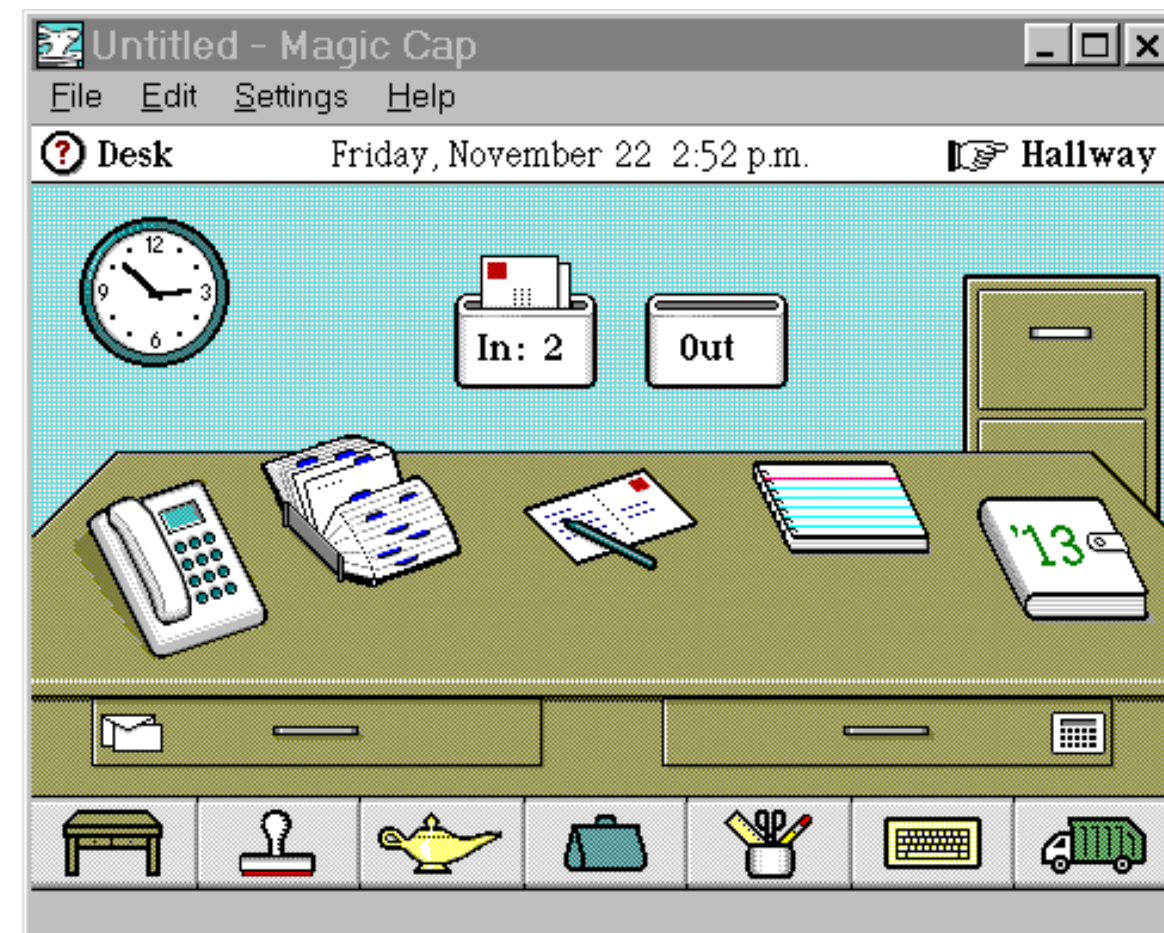 Untitled - Magic Cap
File Edit Settings Help
? Desk Friday, November 22 2:52 p.m. Hallway
12
9 3
6
In: 2 Out
'13